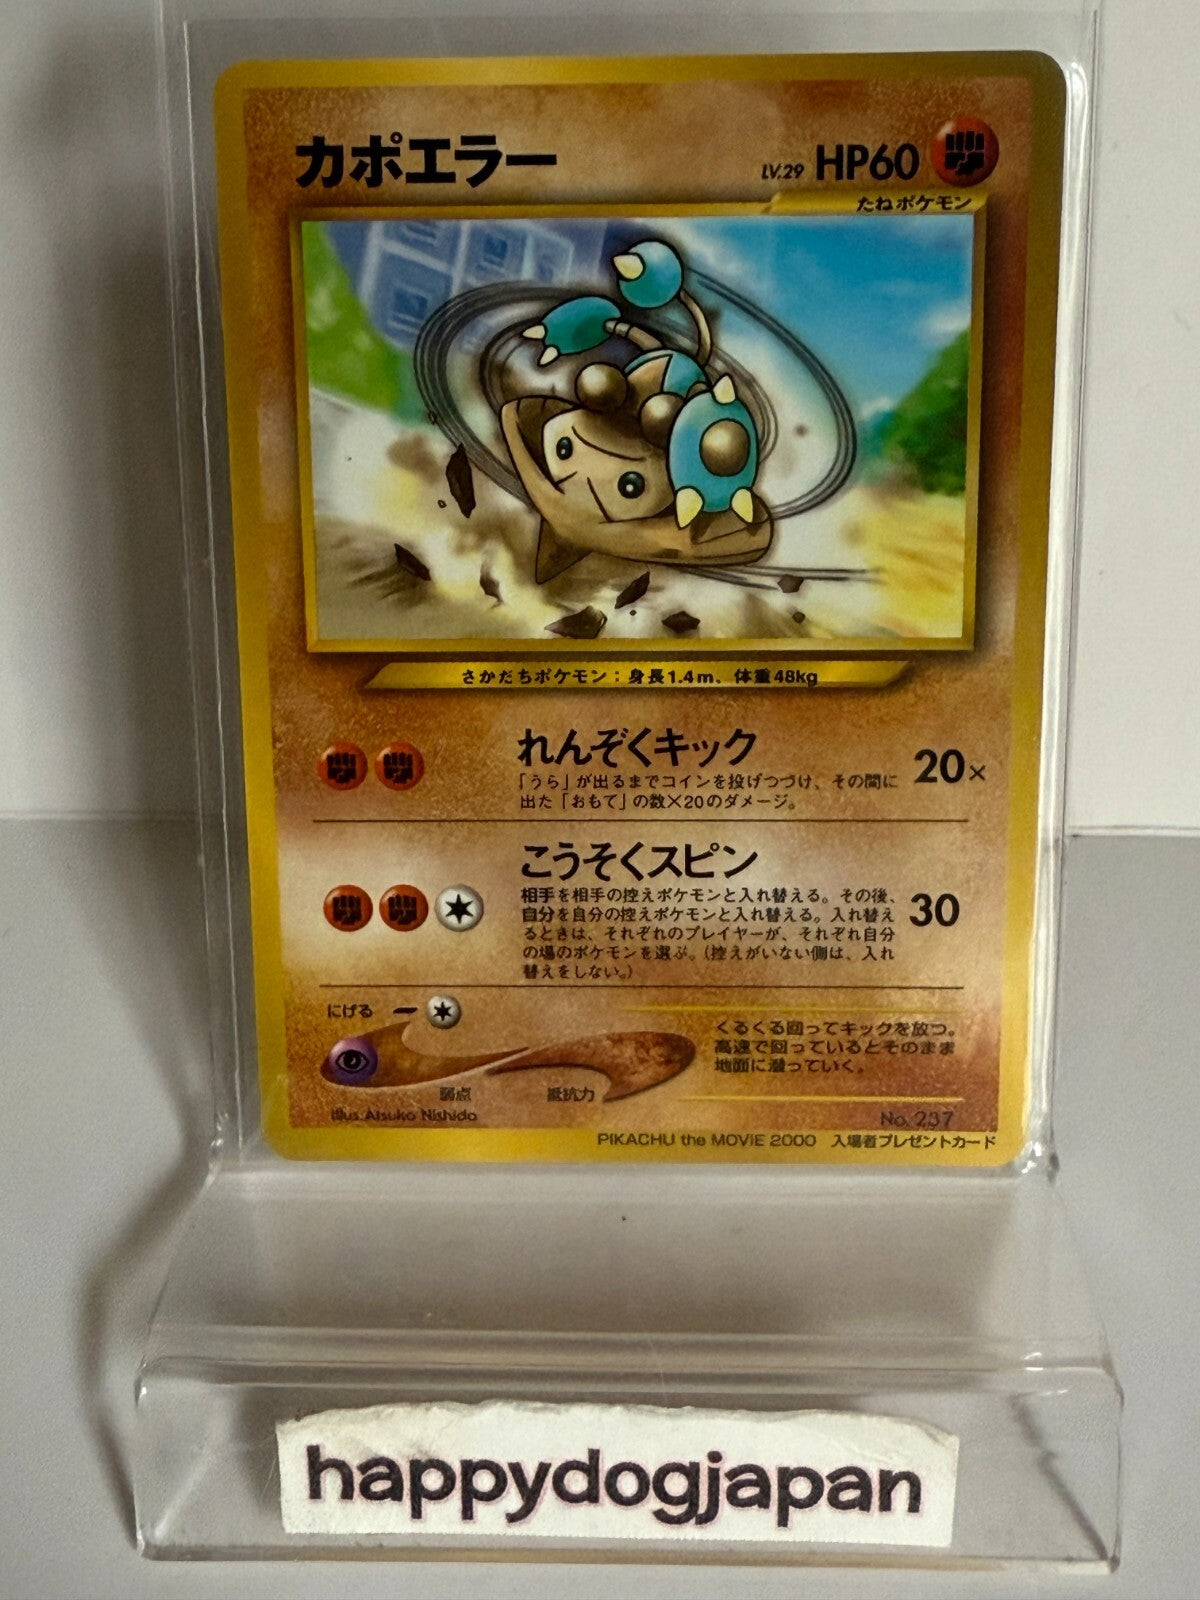 カポエラー LV.29 HP60
たねポケモン
さかだちポケモン：身長1.4m、体重48kg
れんぞくキック 20×
「うら」が出るまでコインを投げつづけ、その間に
出た「おもて」の数×20のダメージ。
こうそくスピン 30
相手を相手の控えポケモンと入れ替える。その後、
自分を自分の控えポケモンと入れ替える。入れ替え
るときは、それぞれのプレイヤーが、それぞれ自分
の場のポケモンを選ぶ。（控えがいない側は、入れ
替えをしない。）
にげる
弱点 抵抗力
くるくる回ってキックを放つ。
高速で回っているとそのまま
地面に潜っていく。
Illus. Atsuko Nishida
No. 237
PIKACHU the MOVIE 2000 入場者プレゼントカード
happydogjapan